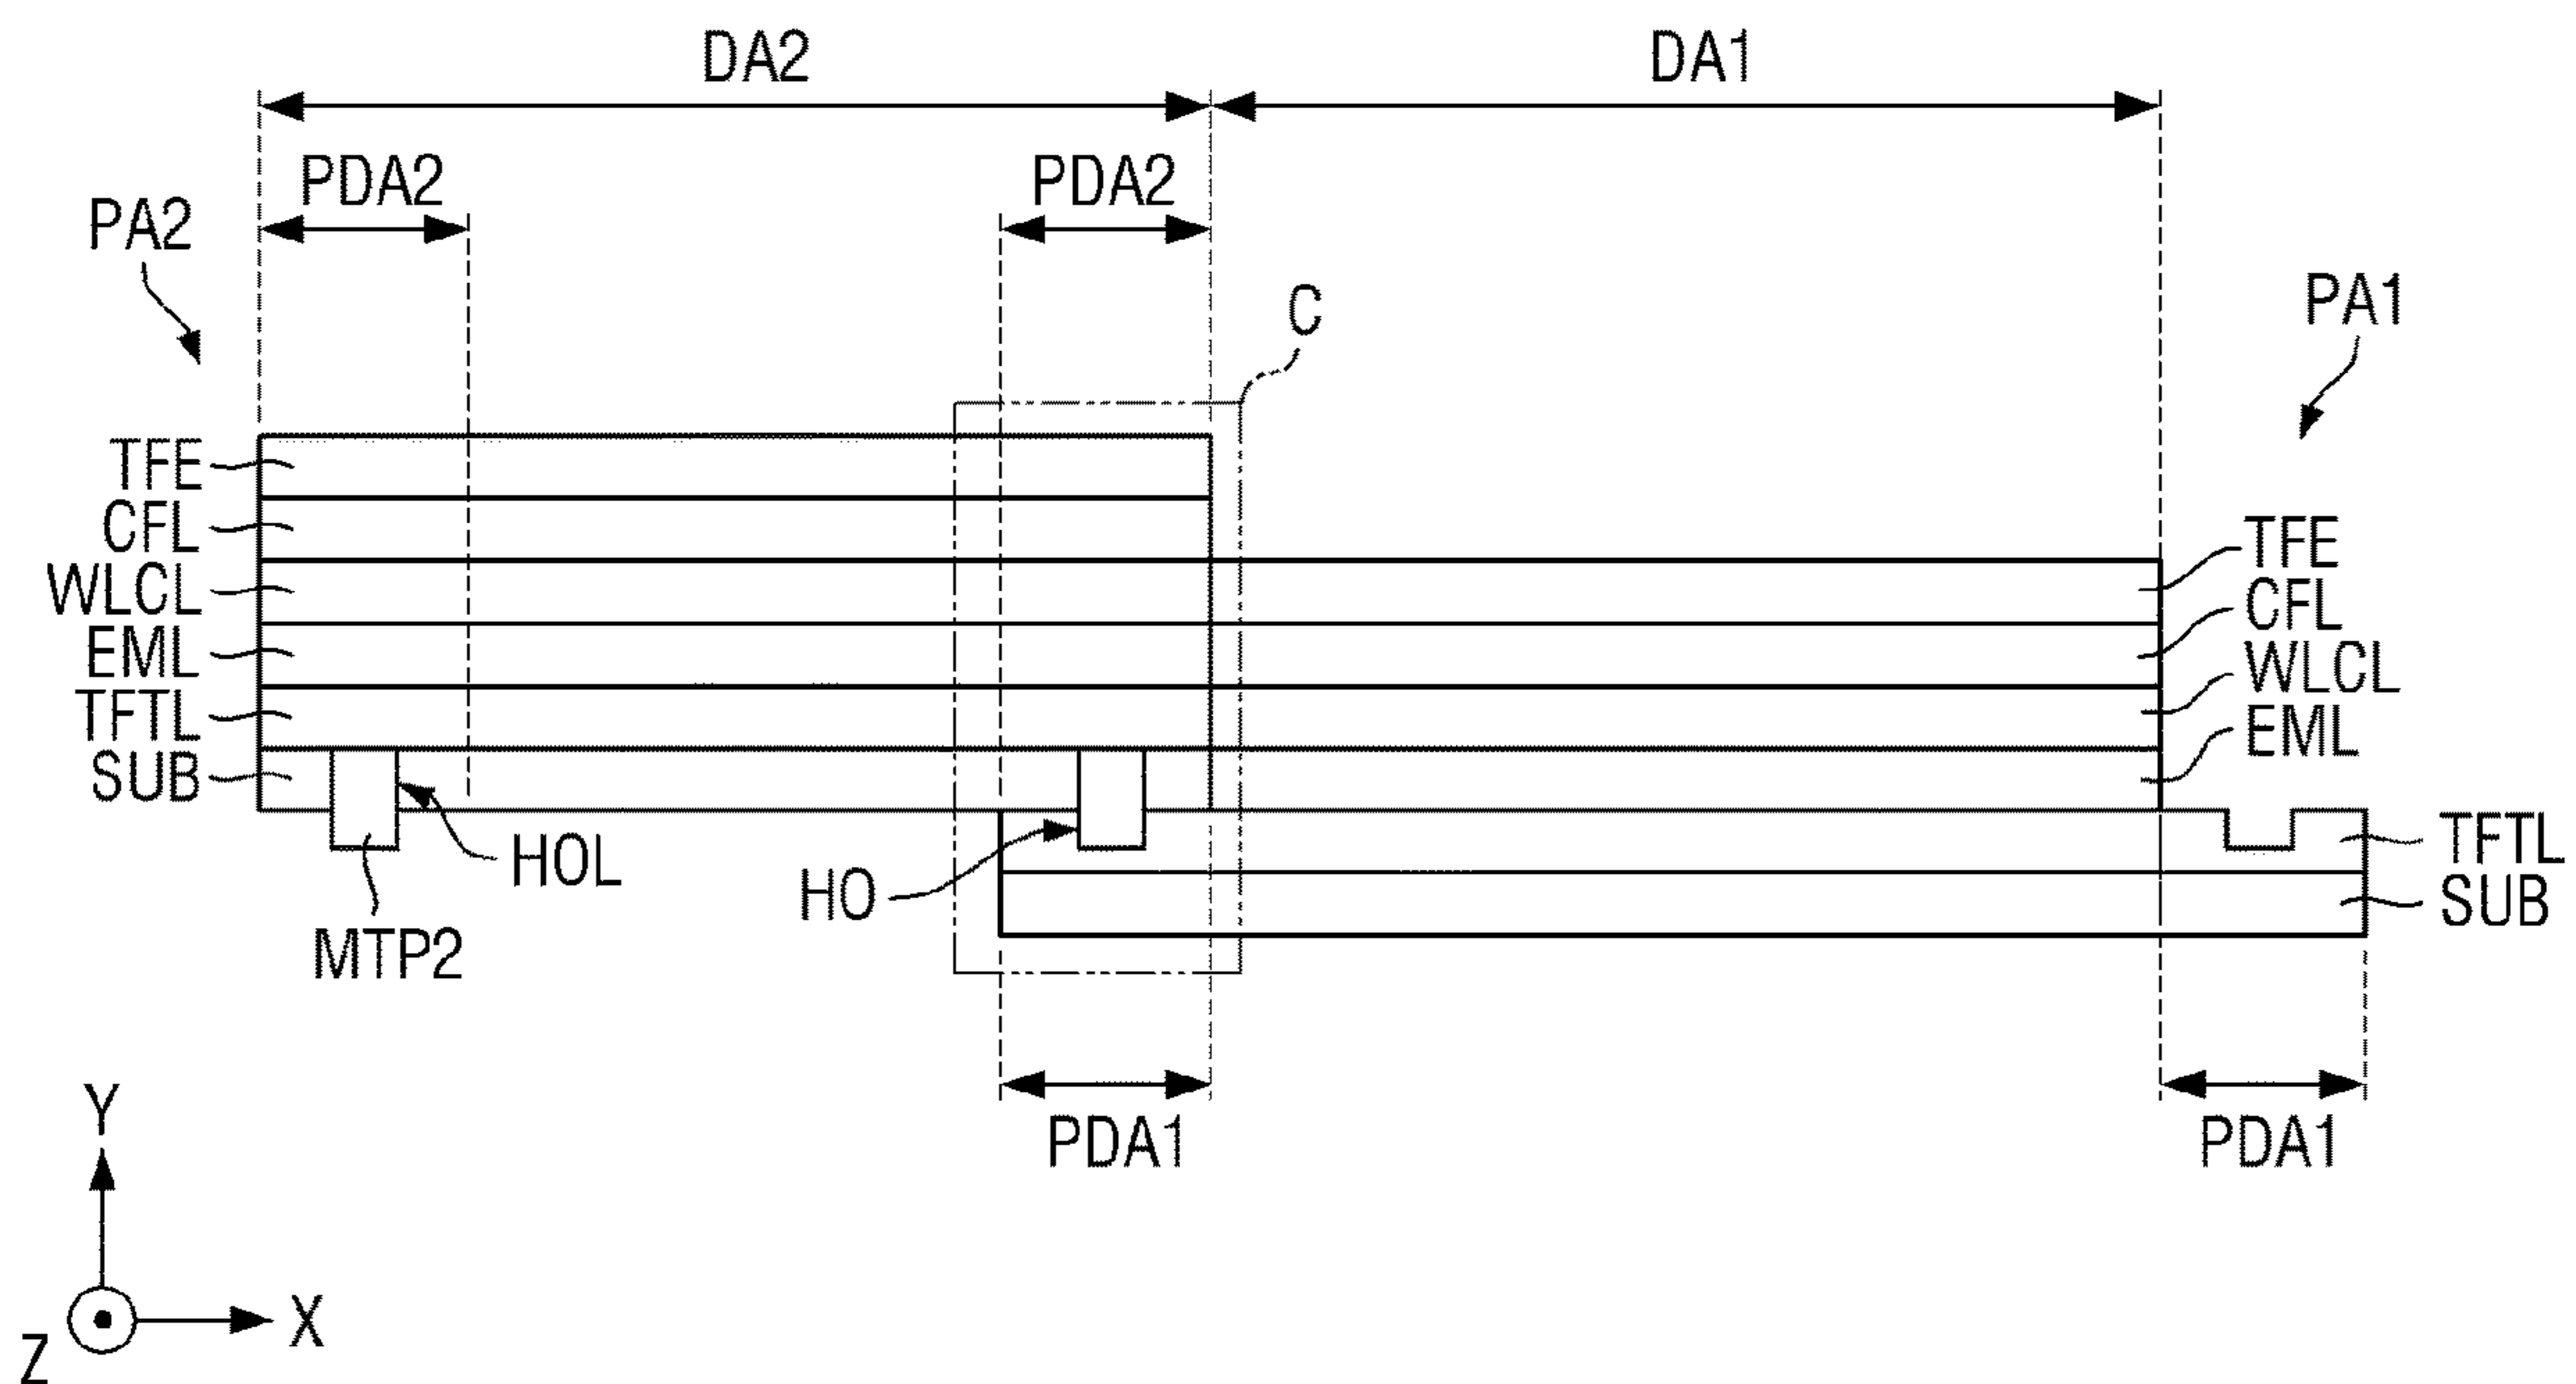 DA2 DA1
PDA2 PDA2
PA2
C
PA1
TFE
CFL
WLCL
EML
TFTL
SUB
TFE
CFL
WLCL
EML
TFTL
SUB
HOL
HO
MTP2
PDA1 PDA1
Y
X
Z